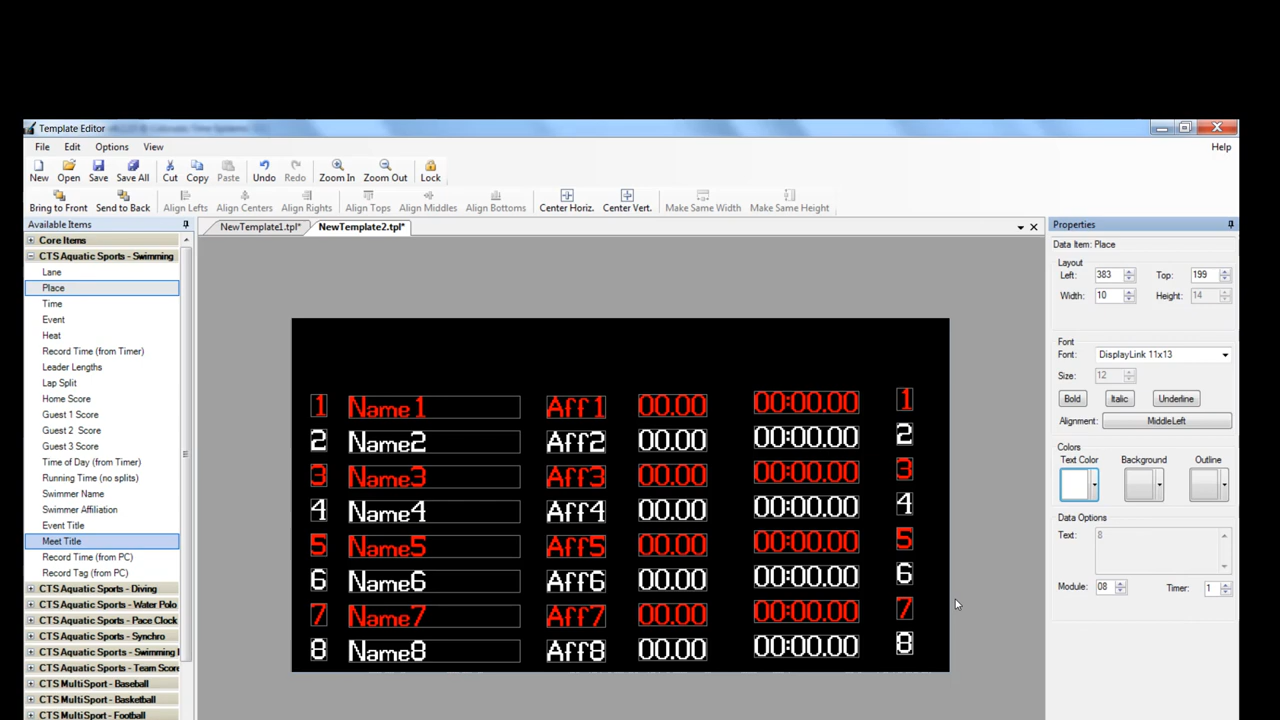 Template Editor
File Edit Options View Help
New Open Save Save All Cut Copy Paste Undo Redo Zoom In Zoom Out Lock
Bring to Front Send to Back Align Lefts Align Centers Align Rights Align Tops Align Middles Align Bottoms Center Horiz. Center Vert. Make Same Width Make Same Height
Available Items
Core Items
CTS Aquatic Sports - Swimming
Lane
Place
Time
Event
Heat
Record Time (from Timer)
Leader Lengths
Lap Split
Home Score
Guest 1 Score
Guest 2 Score
Guest 3 Score
Time of Day (from Timer)
Running Time (no splits)
Swimmer Name
Swimmer Affiliation
Event Title
Meet Title
Record Time (from PC)
Record Tag (from PC)
CTS Aquatic Sports - Diving
CTS Aquatic Sports - Water Polo
CTS Aquatic Sports - Pace Clock
CTS Aquatic Sports - Synchro
CTS Aquatic Sports - Swimming
CTS Aquatic Sports - Team Score
CTS MultiSport - Baseball
CTS MultiSport - Basketball
CTS MultiSport - Football
NewTemplate1.tpl* NewTemplate2.tpl*
1 Name1 Aff1 00.00 00:00.00 1
2 Name2 Aff2 00.00 00:00.00 2
3 Name3 Aff3 00.00 00:00.00 3
4 Name4 Aff4 00.00 00:00.00 4
5 Name5 Aff5 00.00 00:00.00 5
6 Name6 Aff6 00.00 00:00.00 6
7 Name7 Aff7 00.00 00:00.00 7
8 Name8 Aff8 00.00 00:00.00 8
Properties
Data Item: Place
Layout
Left: 383 Top: 199
Width: 10 Height: 14
Font
Font: DisplayLink 11x13
Size: 12
Bold Italic Underline
Alignment: MiddleLeft
Colors
Text Color Background Outline
Data Options
Text: 8
Module: 08 Timer: 1